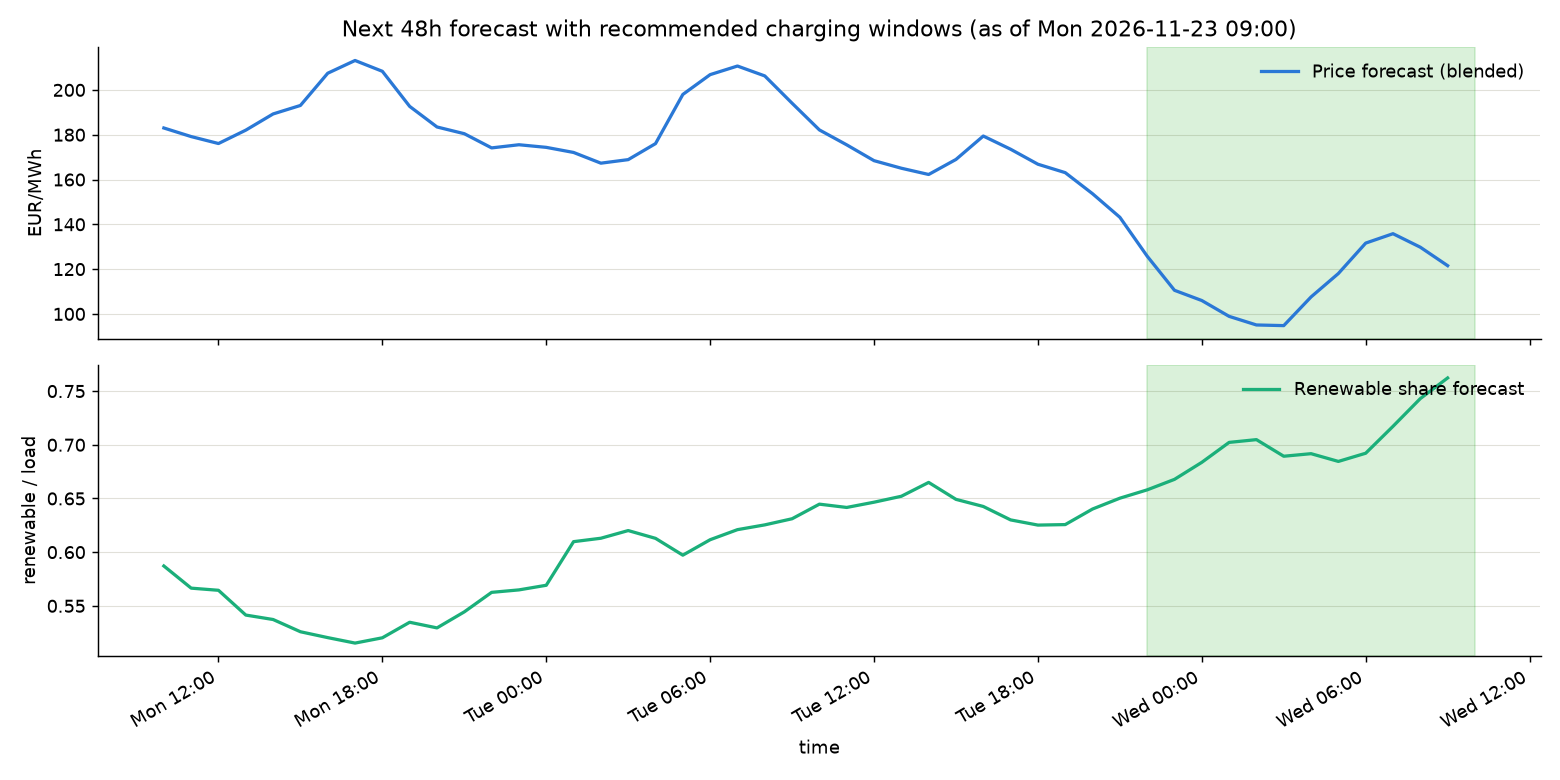 Next 48h forecast with recommended charging windows (as of Mon 2026-11-23 09:00)
Price forecast (blended)
EUR/MWh
200
180
160
140
120
100
Renewable share forecast
renewable / load
0.75
0.70
0.65
0.60
0.55
Mon 12:00
Mon 18:00
Tue 00:00
Tue 06:00
Tue 12:00
Tue 18:00
Wed 00:00
Wed 06:00
Wed 12:00
time